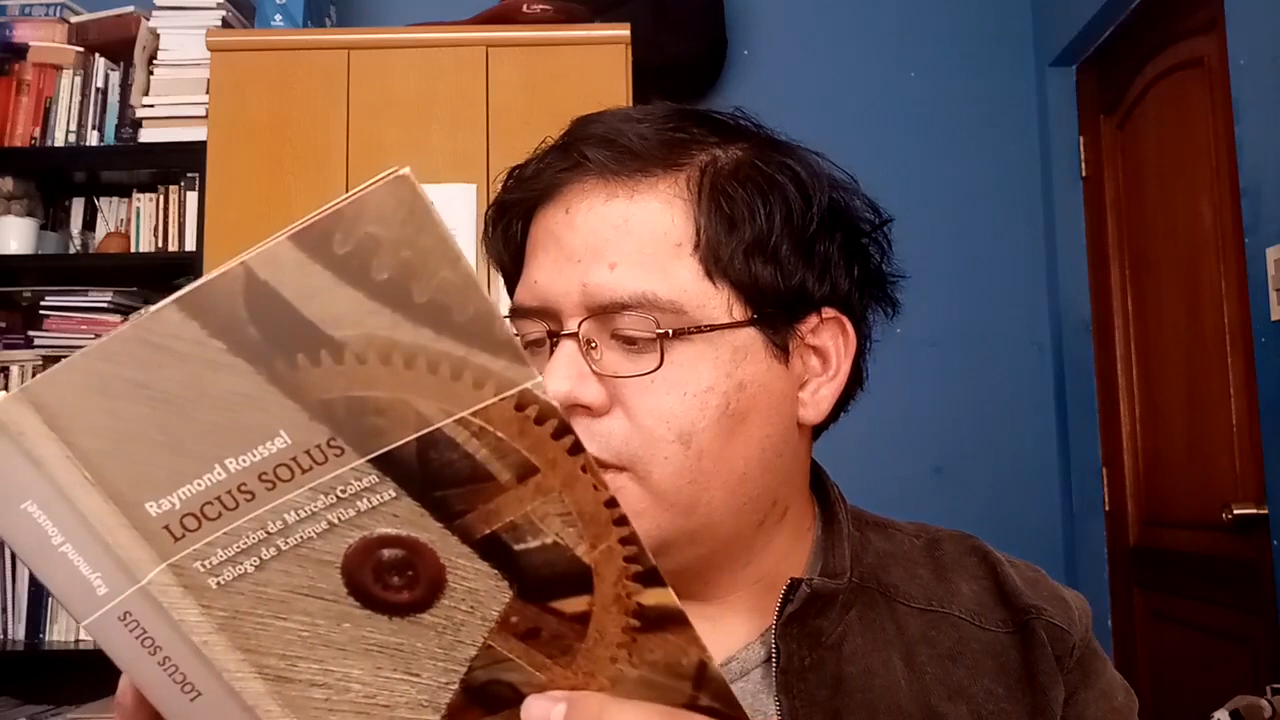 Raymond Roussel
LOCUS SOLUS
Traducción de Marcelo Cohen
Prólogo de Enrique Vila-Matas
Raymond Roussel
LOCUS SOLUS